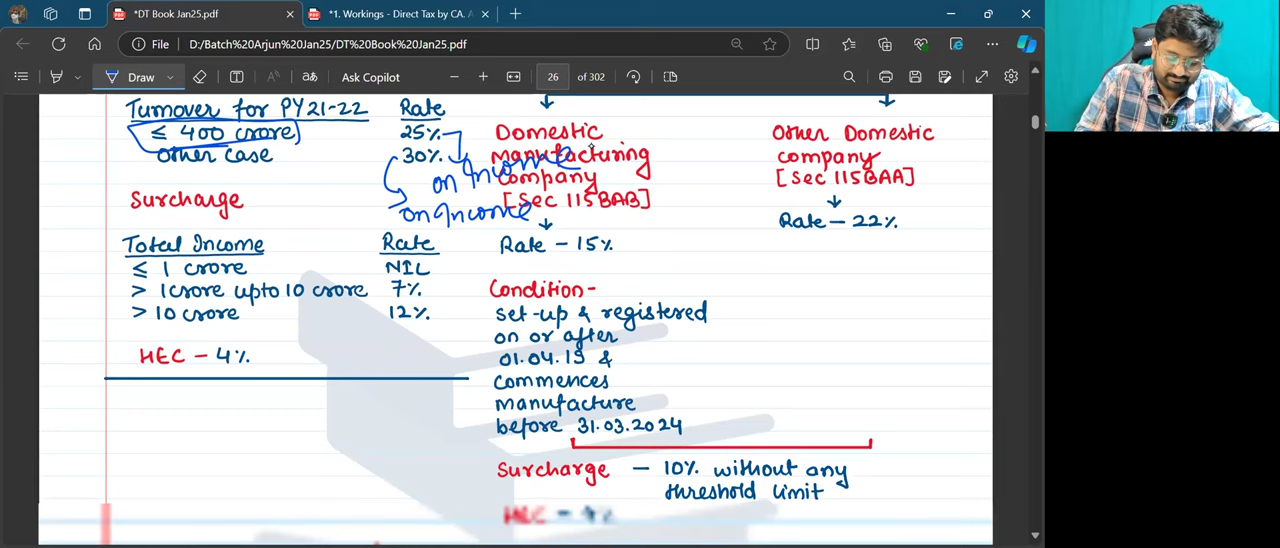 *DT Book Jan25.pdf
*1. Workings - Direct Tax by CA. A
File
D:/Batch%20Arjun%20Jan25/DT%20Book%20Jan25.pdf
Draw
Ask Copilot
26 of 302
Turnover for PY21-22 Rate
≤ 400 crore 25%
other case 30%
on Income
on Income
Surcharge
Total Income Rate
≤ 1 crore NIL
> 1 crore upto 10 crore 7%
> 10 crore 12%
HEC - 4%
Domestic
manufacturing
company
[Sec 115BAB]
Rate - 15%
Condition-
set-up & registered
on or after
01.04.19 &
commences
manufacture
before 31.03.2024
Other Domestic
company
[Sec 115BAA]
Rate - 22%
Surcharge - 10% without any
threshold limit
HEC - 4%